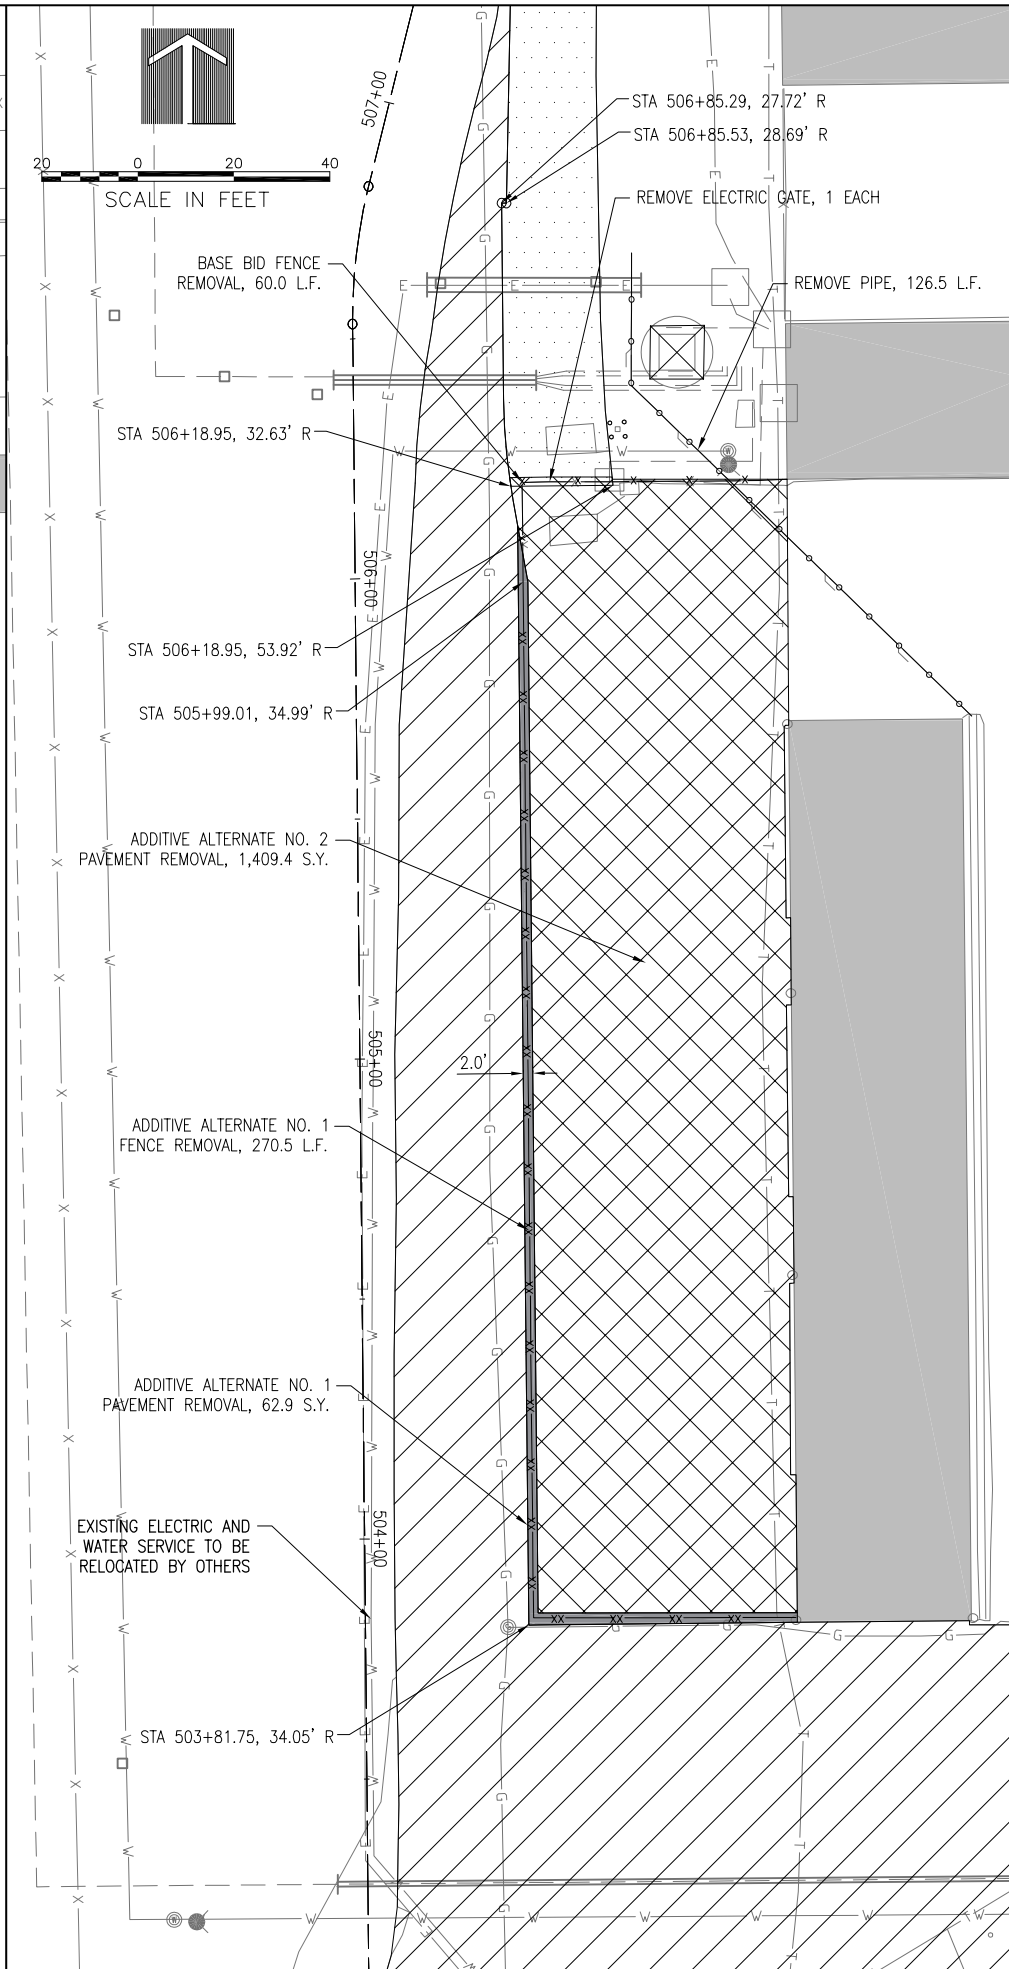 507+00
STA 506+85.29, 27.72' R
STA 506+85.53, 28.69' R
20 0 20 40
SCALE IN FEET
REMOVE ELECTRIC GATE, 1 EACH
BASE BID FENCE
REMOVAL, 60.0 L.F.
REMOVE PIPE, 126.5 L.F.
STA 506+18.95, 32.63' R
506+00
STA 506+18.95, 53.92' R
STA 505+99.01, 34.99' R
ADDITIVE ALTERNATE NO. 2
PAVEMENT REMOVAL, 1,409.4 S.Y.
505+00
2.0'
ADDITIVE ALTERNATE NO. 1
FENCE REMOVAL, 270.5 L.F.
ADDITIVE ALTERNATE NO. 1
PAVEMENT REMOVAL, 62.9 S.Y.
504+00
EXISTING ELECTRIC AND
WATER SERVICE TO BE
RELOCATED BY OTHERS
STA 503+81.75, 34.05' R